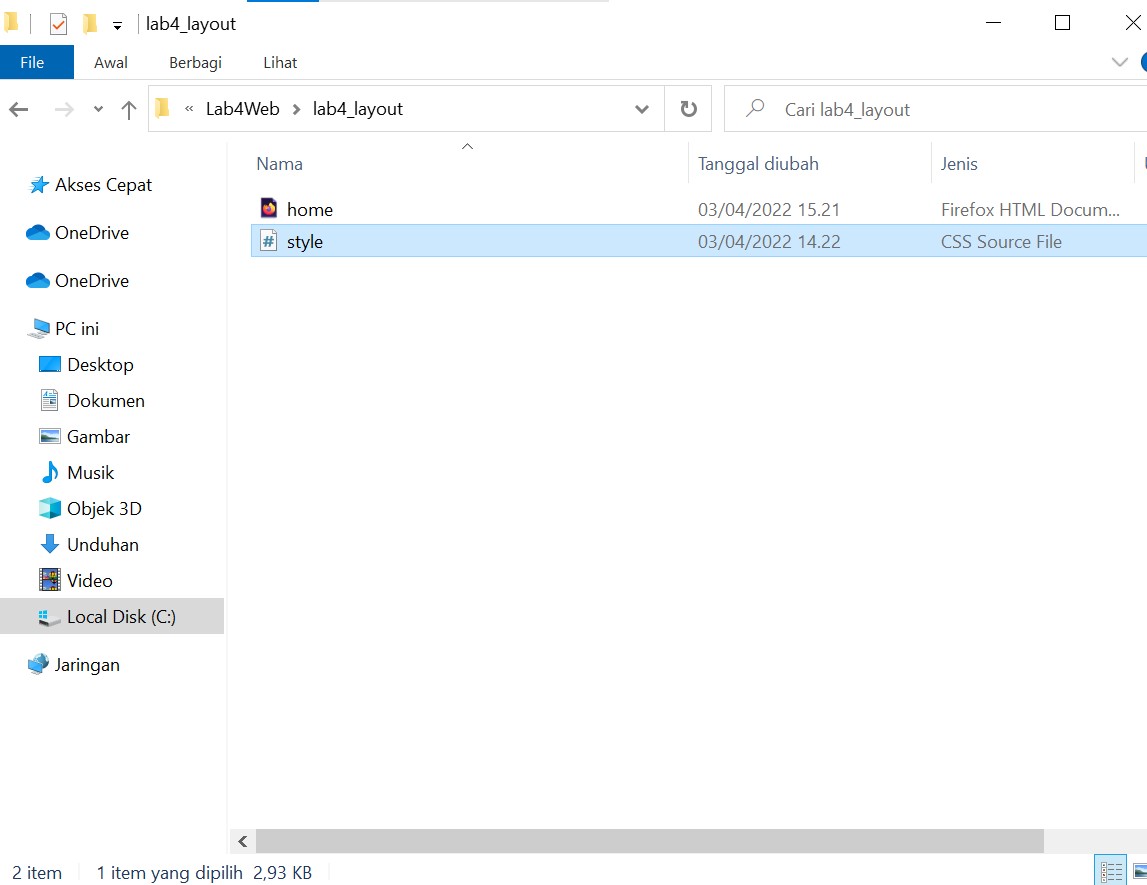 lab4_layout
File Awal Berbagi Lihat
« Lab4Web > lab4_layout Cari lab4_layout
Nama Tanggal diubah Jenis
home 03/04/2022 15.21 Firefox HTML Docum...
# style 03/04/2022 14.22 CSS Source File
Akses Cepat
OneDrive
OneDrive
PC ini
Desktop
Dokumen
Gambar
Musik
Objek 3D
Unduhan
Video
Local Disk (C:)
Jaringan
2 item 1 item yang dipilih 2,93 KB